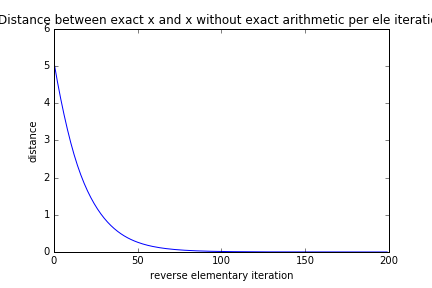 Distance between exact x and x without exact arithmetic per ele iterati
6
5
4
3
2
1
0
distance
0 50 100 150 200
reverse elementary iteration